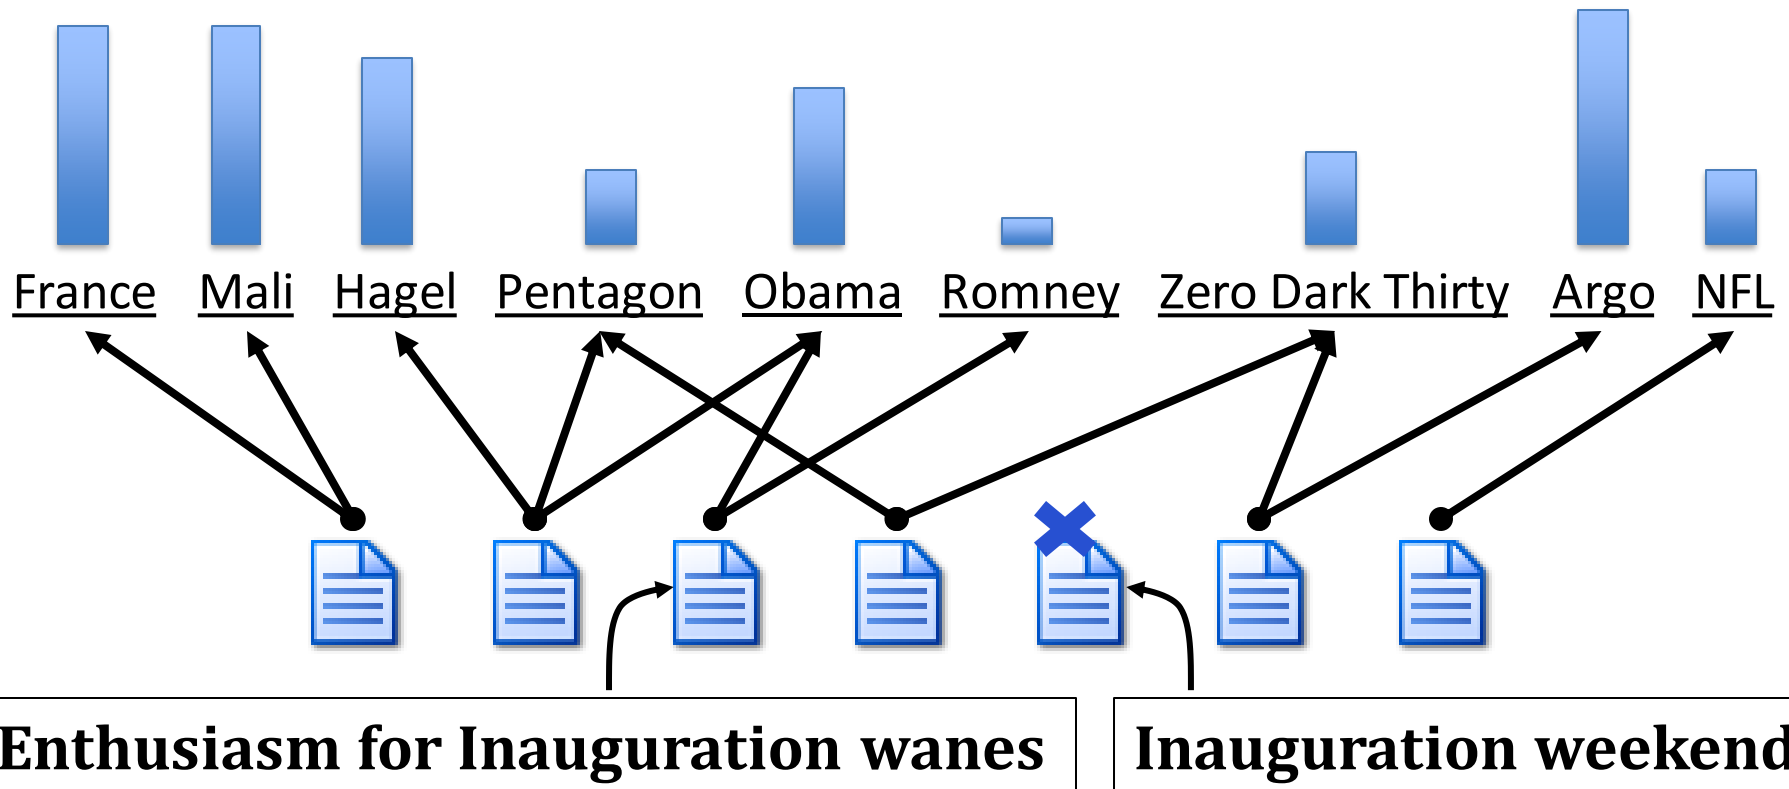 France Mali Hagel Pentagon Obama Romney Zero Dark Thirty Argo NFL
Enthusiasm for Inauguration wanes
Inauguration weekend